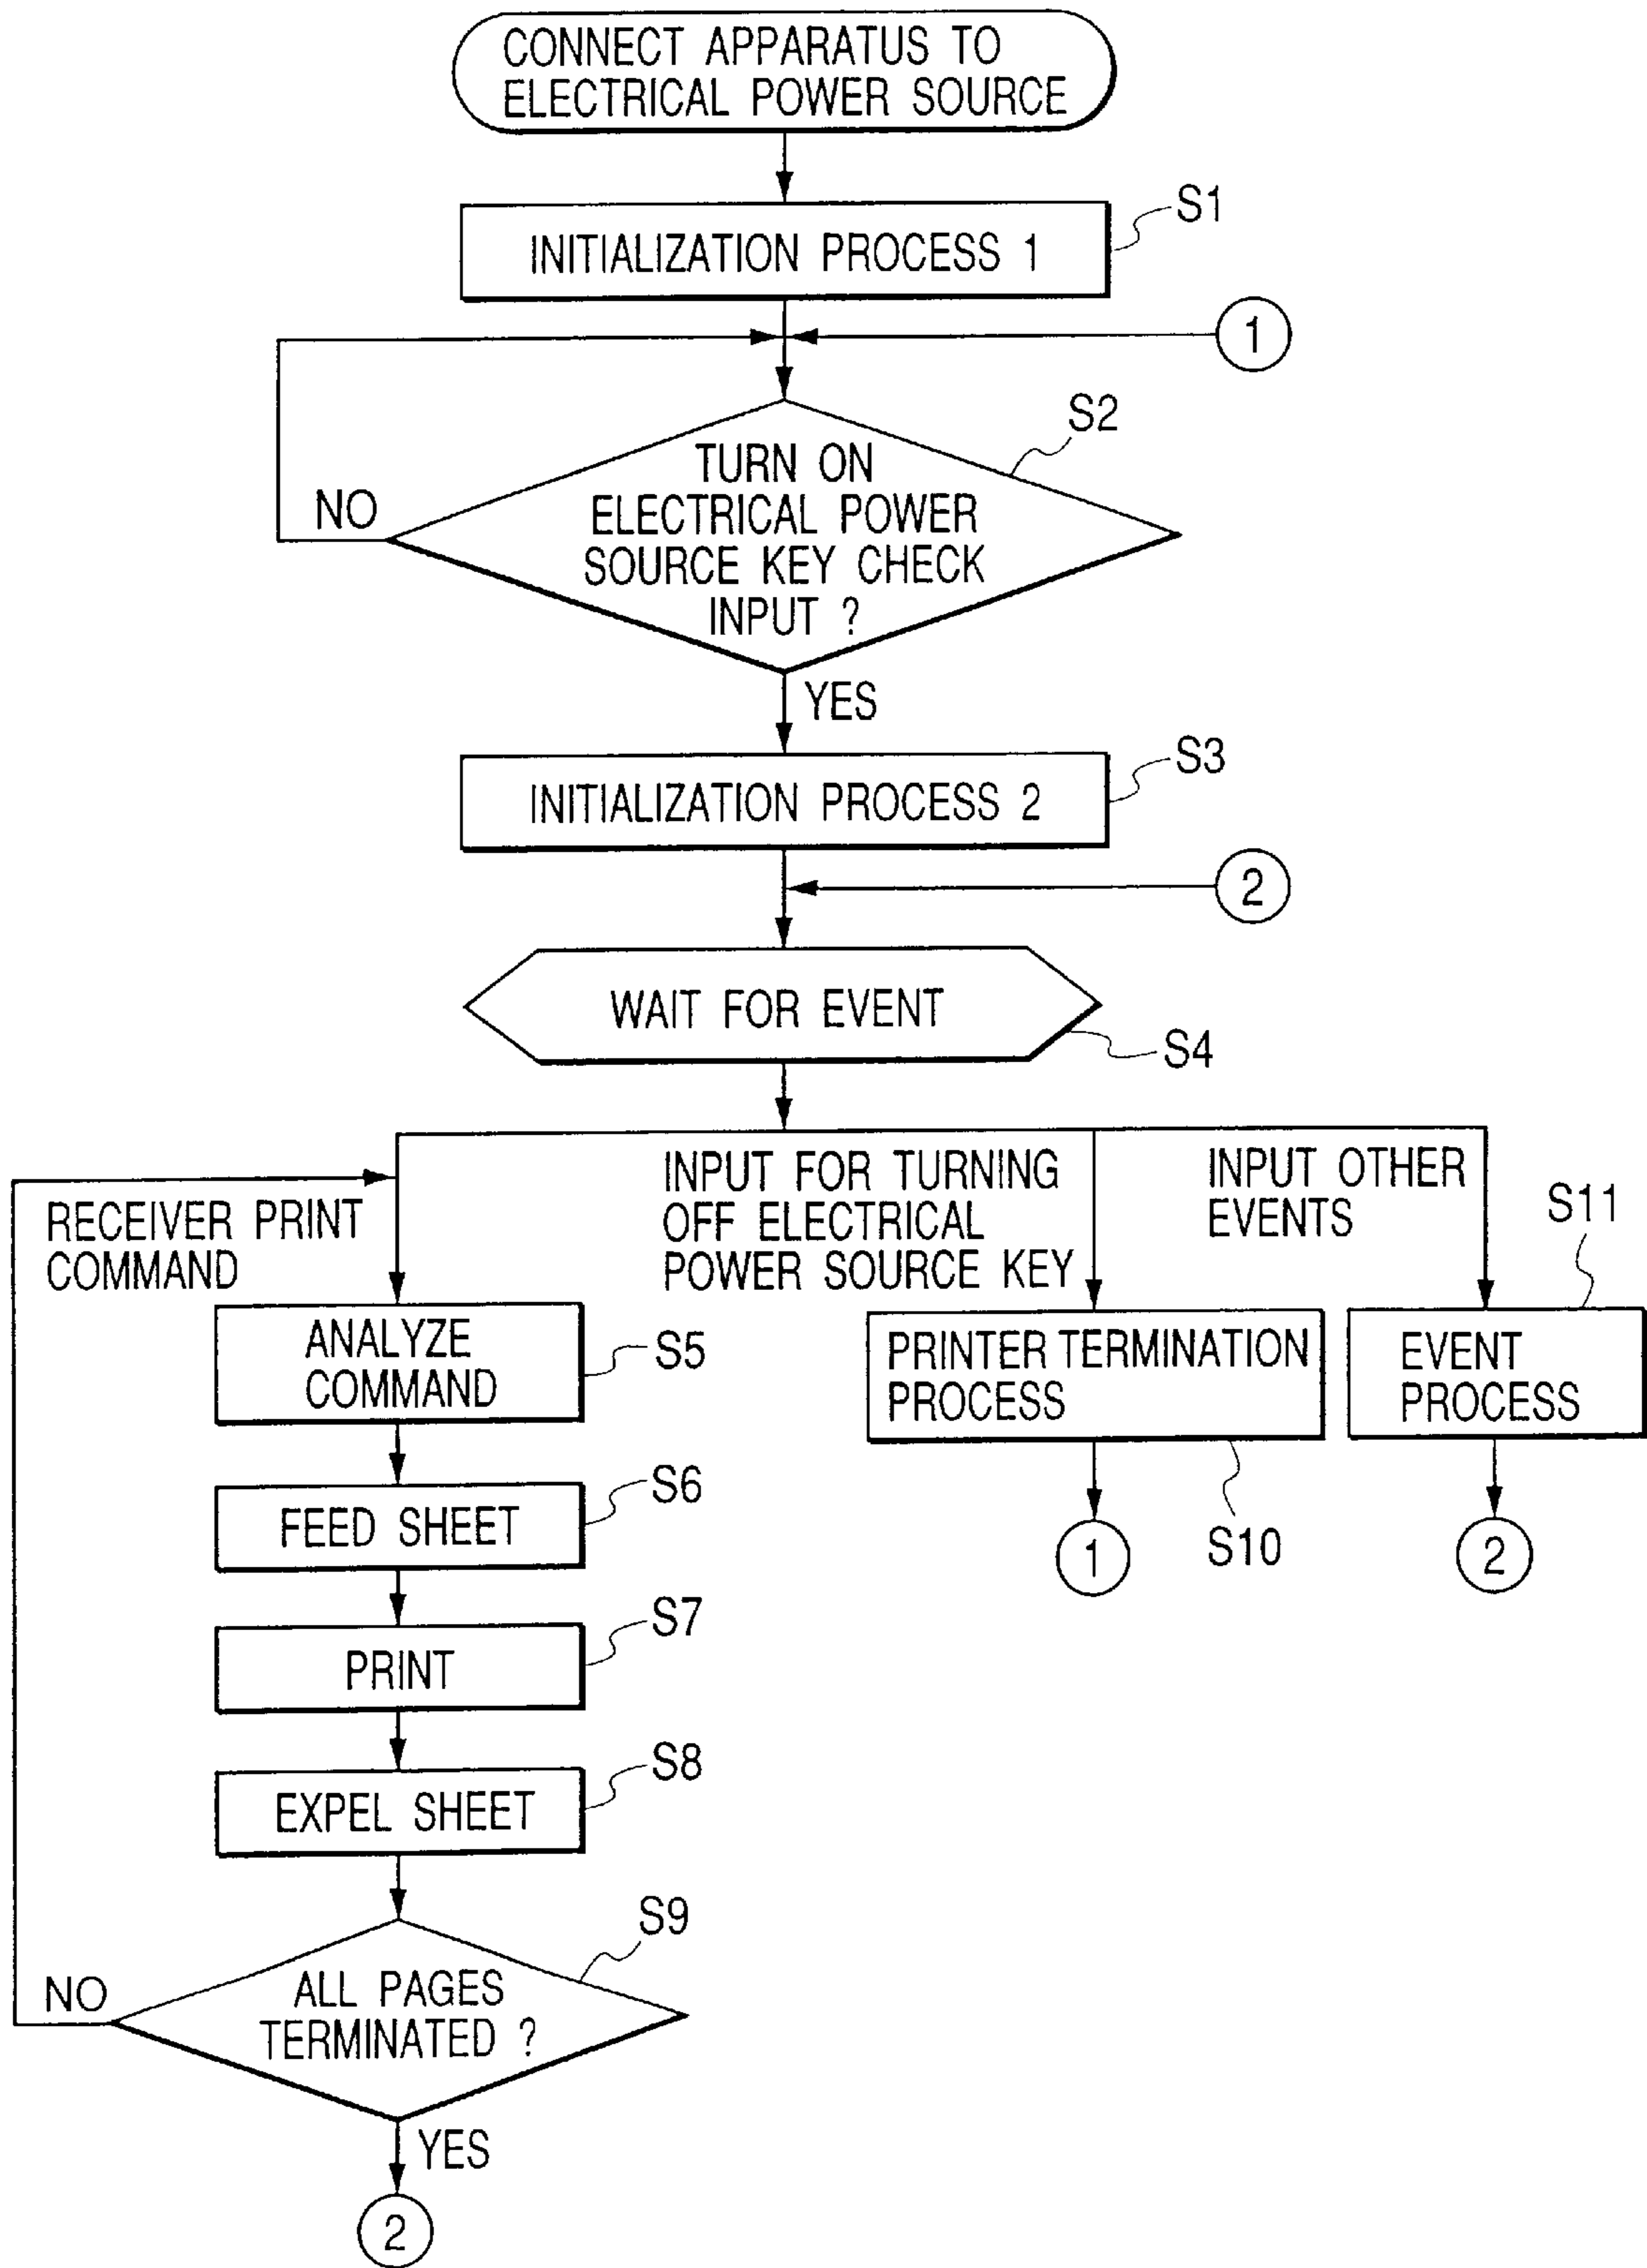 CONNECT APPARATUS TO
ELECTRICAL POWER SOURCE
S1
INITIALIZATION PROCESS 1
1
S2
TURN ON
ELECTRICAL POWER
SOURCE KEY CHECK
INPUT ?
NO
YES
S3
INITIALIZATION PROCESS 2
2
WAIT FOR EVENT
S4
RECEIVER PRINT
COMMAND
INPUT FOR TURNING
OFF ELECTRICAL
POWER SOURCE KEY
INPUT OTHER
EVENTS
S11
ANALYZE
COMMAND
S5
PRINTER TERMINATION
PROCESS
EVENT
PROCESS
S6
FEED SHEET
1
S10
2
S7
PRINT
S8
EXPEL SHEET
S9
NO
ALL PAGES
TERMINATED ?
YES
2